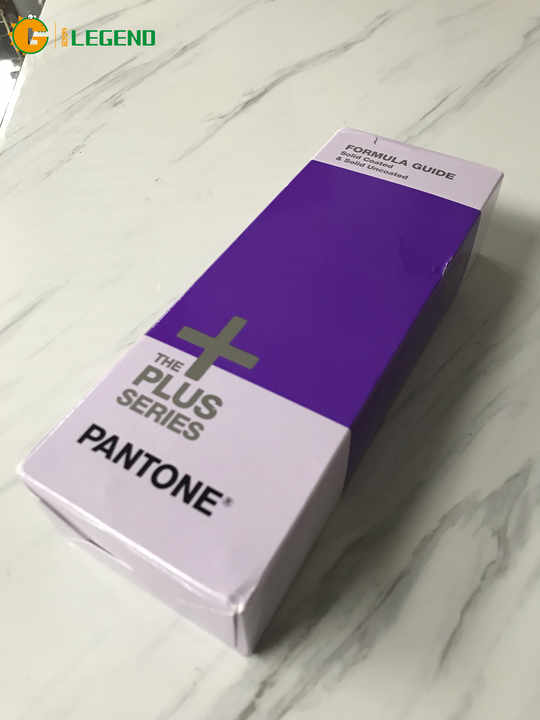 LEGEND
FORMULA GUIDE
Solid Coated
& Solid Uncoated
THE
PLUS
SERIES
PANTONE®